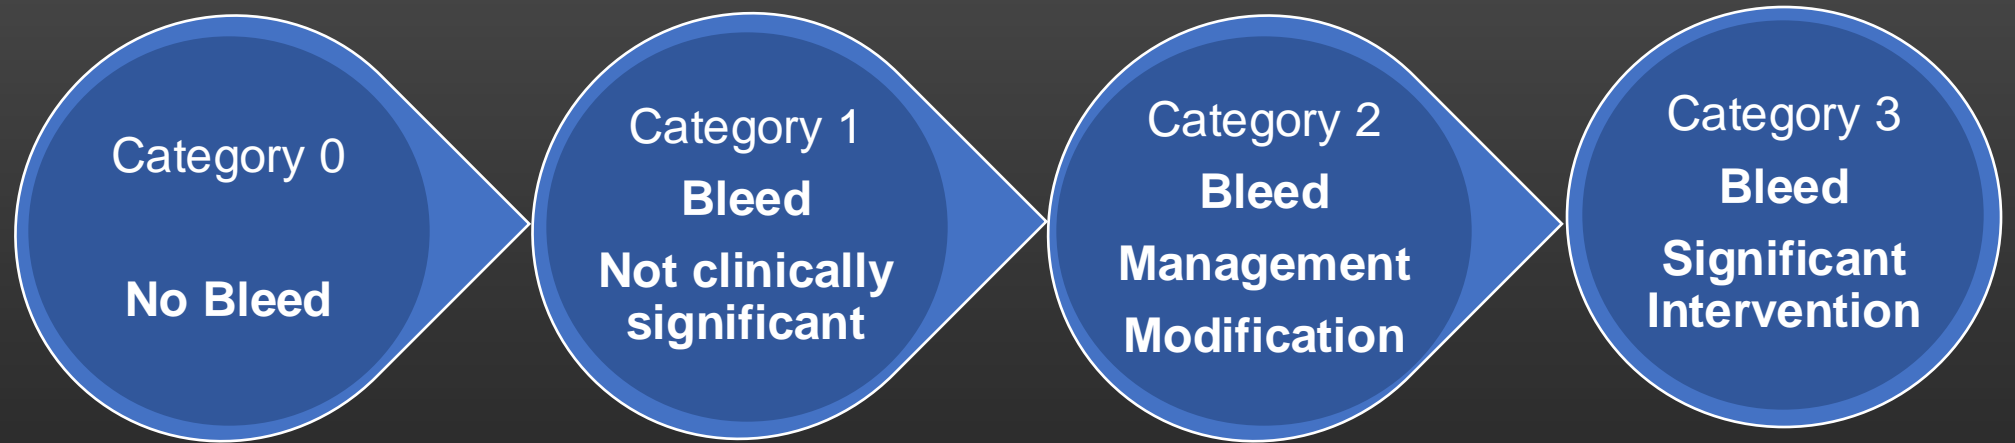 Category 0
No Bleed
Category 1
Bleed
Not clinically
significant
Category 2
Bleed
Management
Modification
Category 3
Bleed
Significant
Intervention